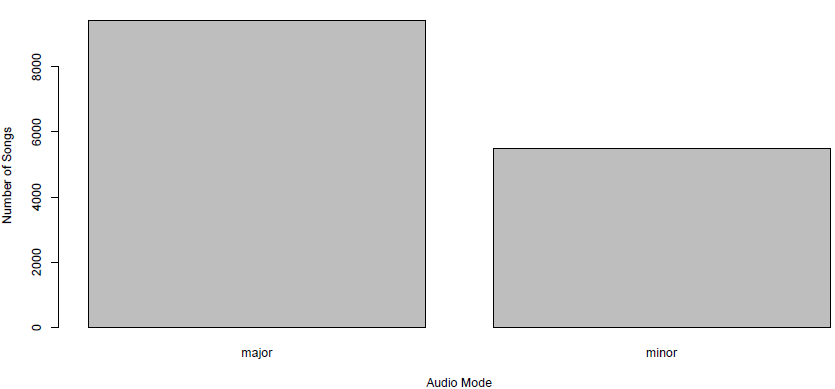 Number of Songs
8000
6000
4000
2000
0
major
minor
Audio Mode